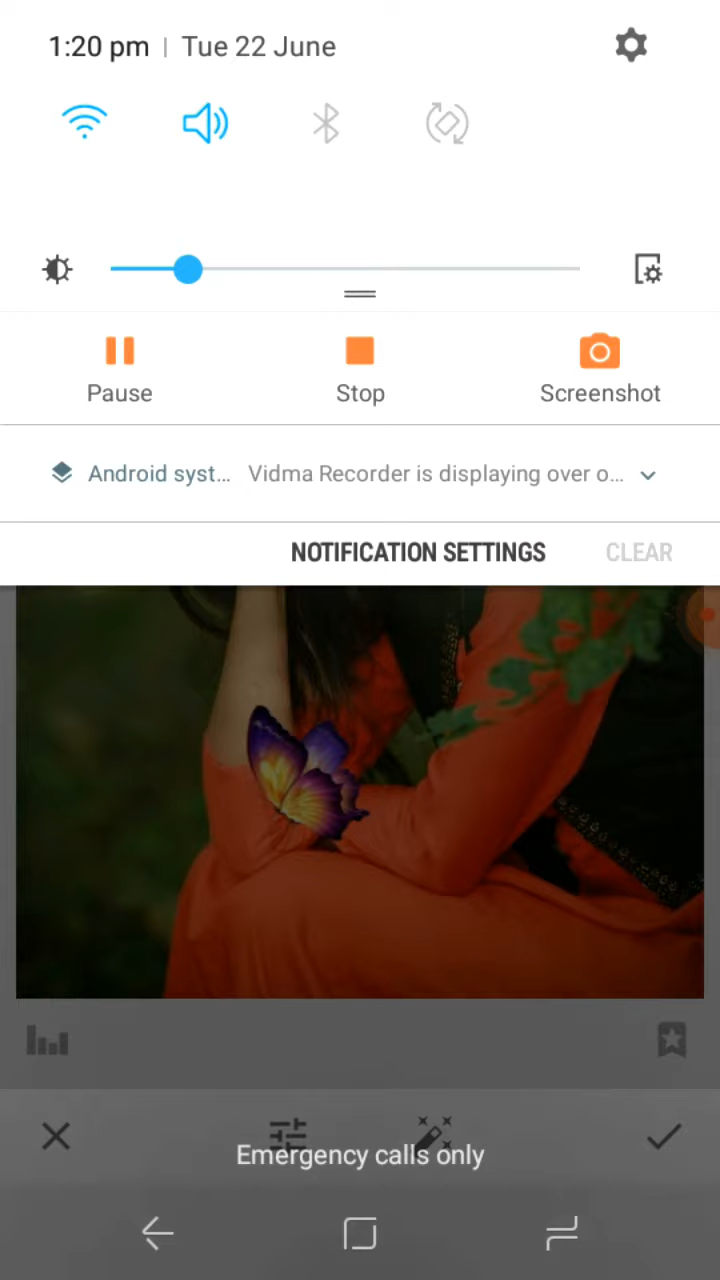 1:20 pm | Tue 22 June
Pause Stop Screenshot
Android syst... Vidma Recorder is displaying over o...
NOTIFICATION SETTINGS CLEAR
Emergency calls only